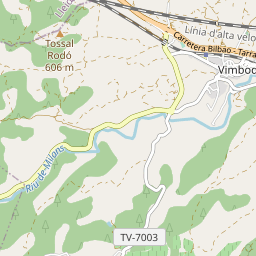 Línia d'alta velo
Carretera Bilbao - Tarra
Tossal
Rodó
606 m
Vimbod
Riu de Milans
TV-7003